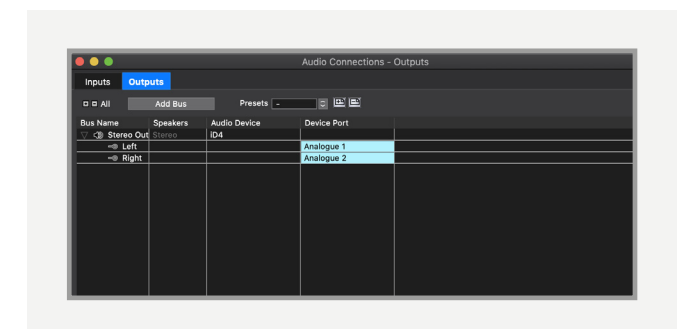 Audio Connections - Outputs
Inputs Outputs
All Add Bus Presets -
Bus Name Speakers Audio Device Device Port
Stereo Out Stereo iD4
Left Analogue 1
Right Analogue 2